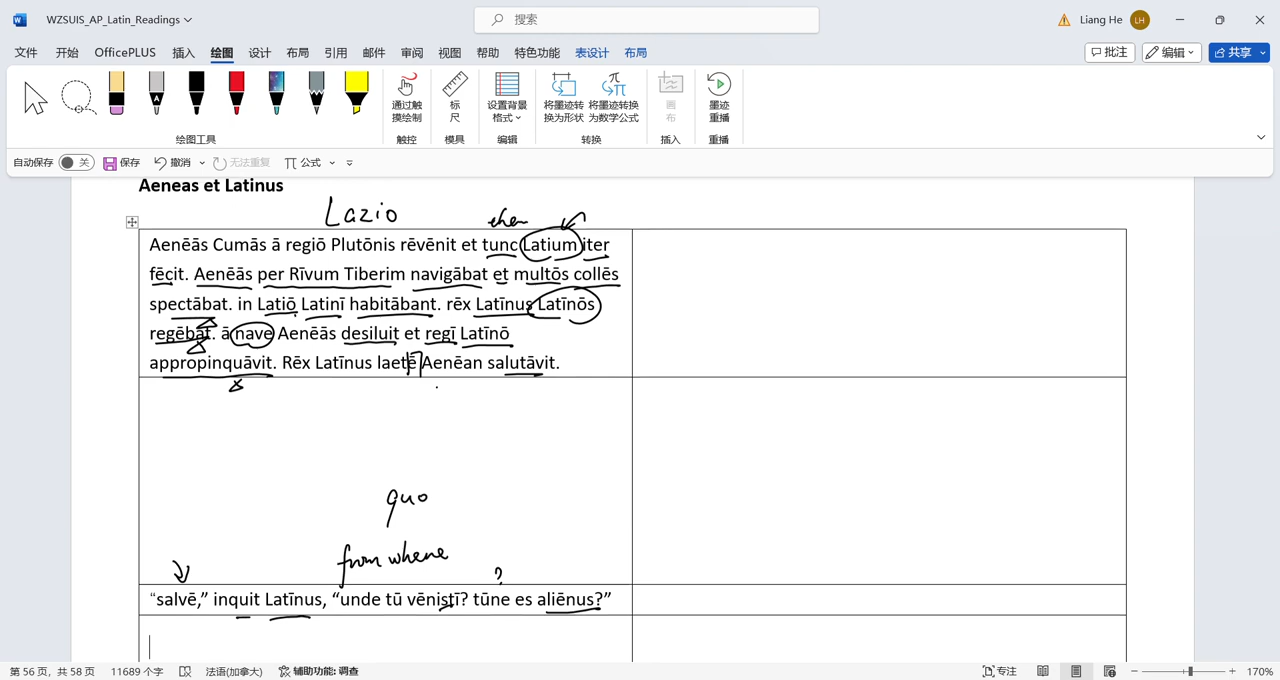 WZSUIS_AP_Latin_Readings
搜索
Liang He
LH
文件 开始 OfficePLUS 插入 绘图 设计 布局 引用 邮件 审阅 视图 帮助 特色功能 表设计 布局
批注 编辑 共享
通过触摸绘制 标尺 设置背景格式 将墨迹转换为形状 将墨迹转换为数学公式 画布 墨迹重播
绘图工具 触控 模具 编辑 转换 插入 重播
自动保存 关 保存 撤消 无法重复 公式
Aeneas et Latinus
Lazio
then
Aenēās Cumās ā regiō Plutōnis rēvēnit et tunc Latium iter
fēcit. Aenēās per Rīvum Tiberim navigābat et multōs collēs
spectābat. in Latiō Latinī habitābant. rēx Latīnus Latīnōs
regēbat. ā nave Aenēās desiluit et regī Latīnō
appropinquāvit. Rēx Latīnus laetē Aenēan salutāvit.
quo
from where
?
“salvē,” inquit Latīnus, “unde tū vēnistī? tūne es aliēnus?”
第 56 页，共 58 页 11689 个字 法语(加拿大) 辅助功能: 调查 专注 170%